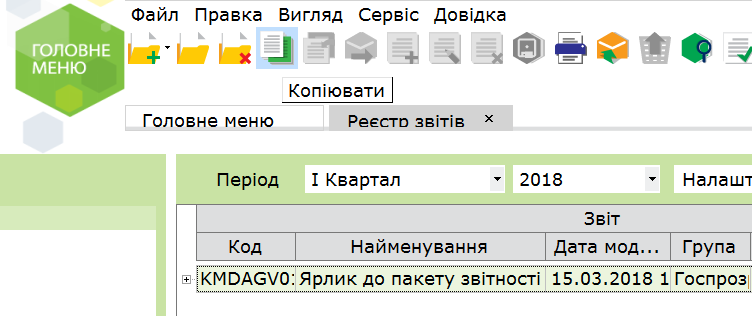 Файл Правка Вигляд Сервіс Довідка
ГОЛОВНЕ
МЕНЮ
Копіювати
Головне меню Реєстр звітів ×
Період І Квартал 2018 Налашт
Звіт
Код Найменування Дата мод... Група
Ярлик до пакету звітності 15.03.2018 1 Госпроз